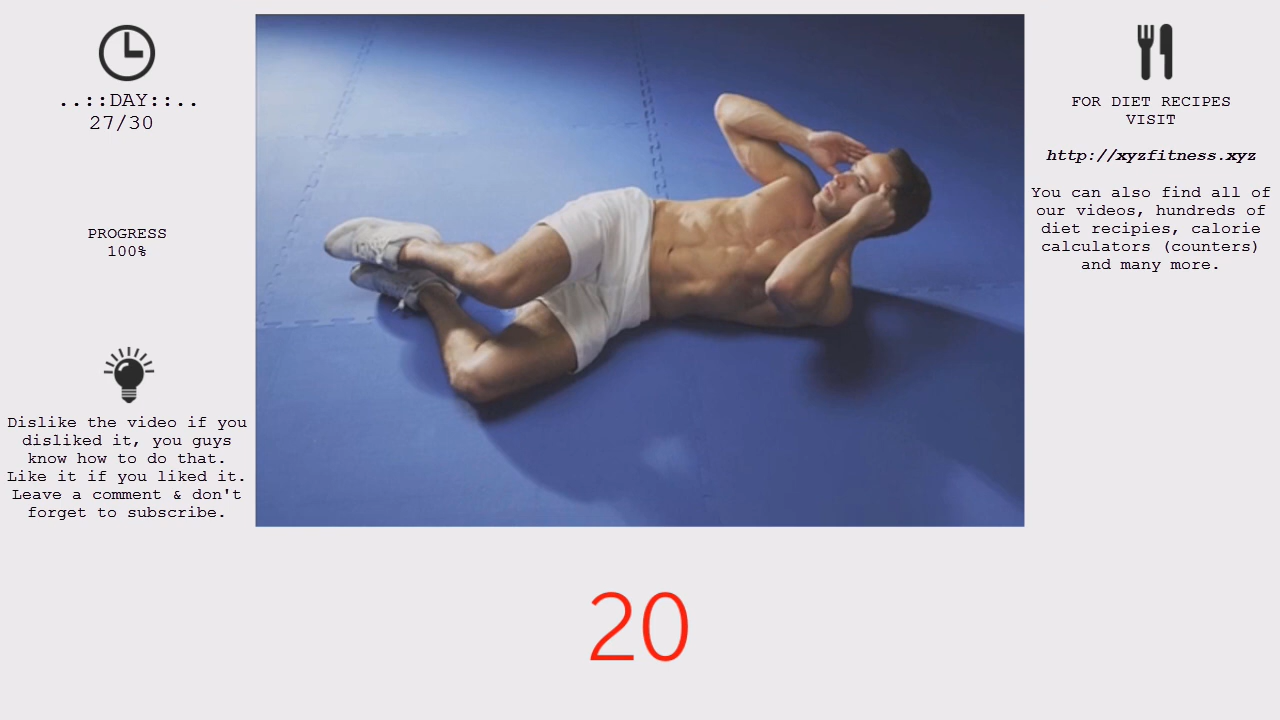 ..::DAY::..
27/30
PROGRESS
100%
Dislike the video if you
disliked it, you guys
know how to do that.
Like it if you liked it.
Leave a comment & don't
forget to subscribe.
FOR DIET RECIPES
VISIT
http://xyzfitness.xyz
You can also find all of
our videos, hundreds of
diet recipies, calorie
calculators (counters)
and many more.
20